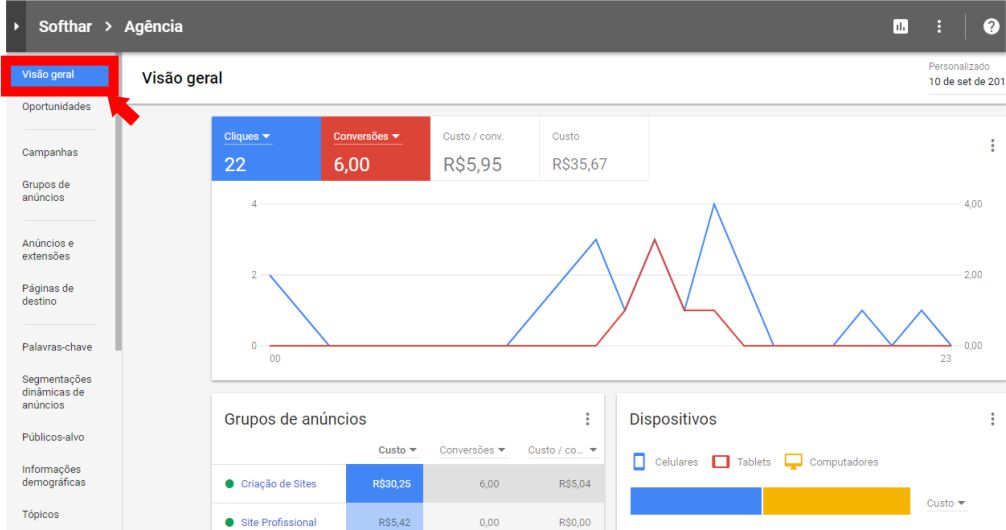 Softhar > Agência
Visão geral
Oportunidades
Campanhas
Grupos de
anúncios
Anúncios e
extensões
Páginas de
destino
Palavras-chave
Segmentações
dinâmicas de
anúncios
Públicos-alvo
Informações
demográficas
Tópicos
Visão geral
Personalizado
10 de set de 201
Cliques Conversões Custo / conv. Custo
22 6,00 R$5,95 R$35,67
4 4,00
2 2,00
0 0,00
00 23
Grupos de anúncios
Custo Conversões Custo / co...
Criação de Sites R$30,25 6,00 R$5,04
Site Profissional R$5,42 0,00 R$0,00
Dispositivos
Celulares Tablets Computadores
Custo